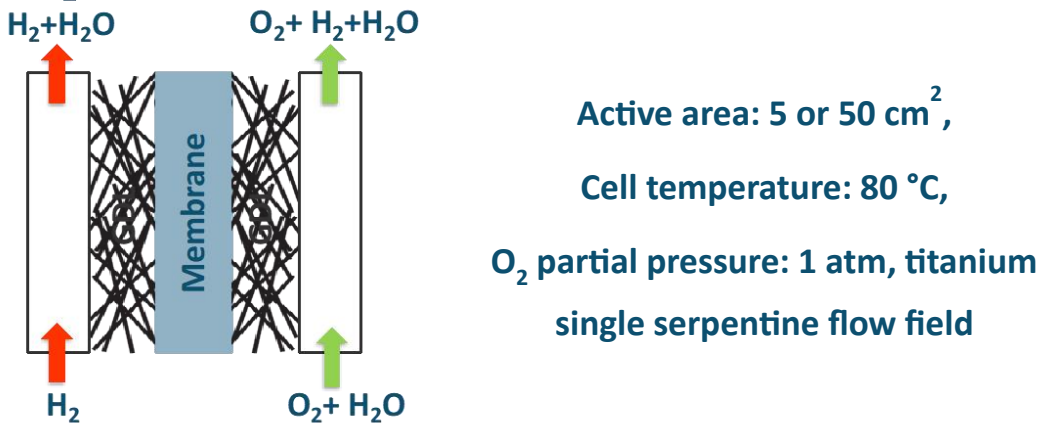 H₂+H₂O
O₂+ H₂+H₂O
Membrane
H₂
O₂+ H₂O
Active area: 5 or 50 cm²,
Cell temperature: 80 °C,
O₂ partial pressure: 1 atm, titanium
single serpentine flow field